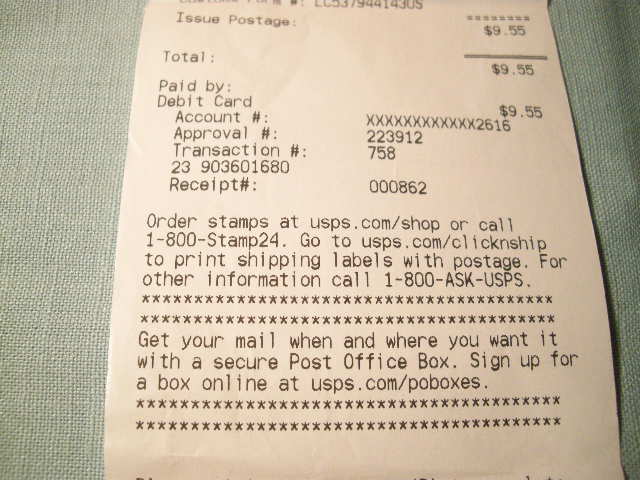 Customs Form #: LC537944143US
Issue Postage: $9.55
Total: $9.55
Paid by:
Debit Card $9.55
Account #: XXXXXXXXXXXX2616
Approval #: 223912
Transaction #: 758
23 903601680
Receipt#: 000862
Order stamps at usps.com/shop or call
1-800-Stamp24. Go to usps.com/clicknship
to print shipping labels with postage. For
other information call 1-800-ASK-USPS.
****************************************
****************************************
Get your mail when and where you want it
with a secure Post Office Box. Sign up for
a box online at usps.com/poboxes.
****************************************
****************************************